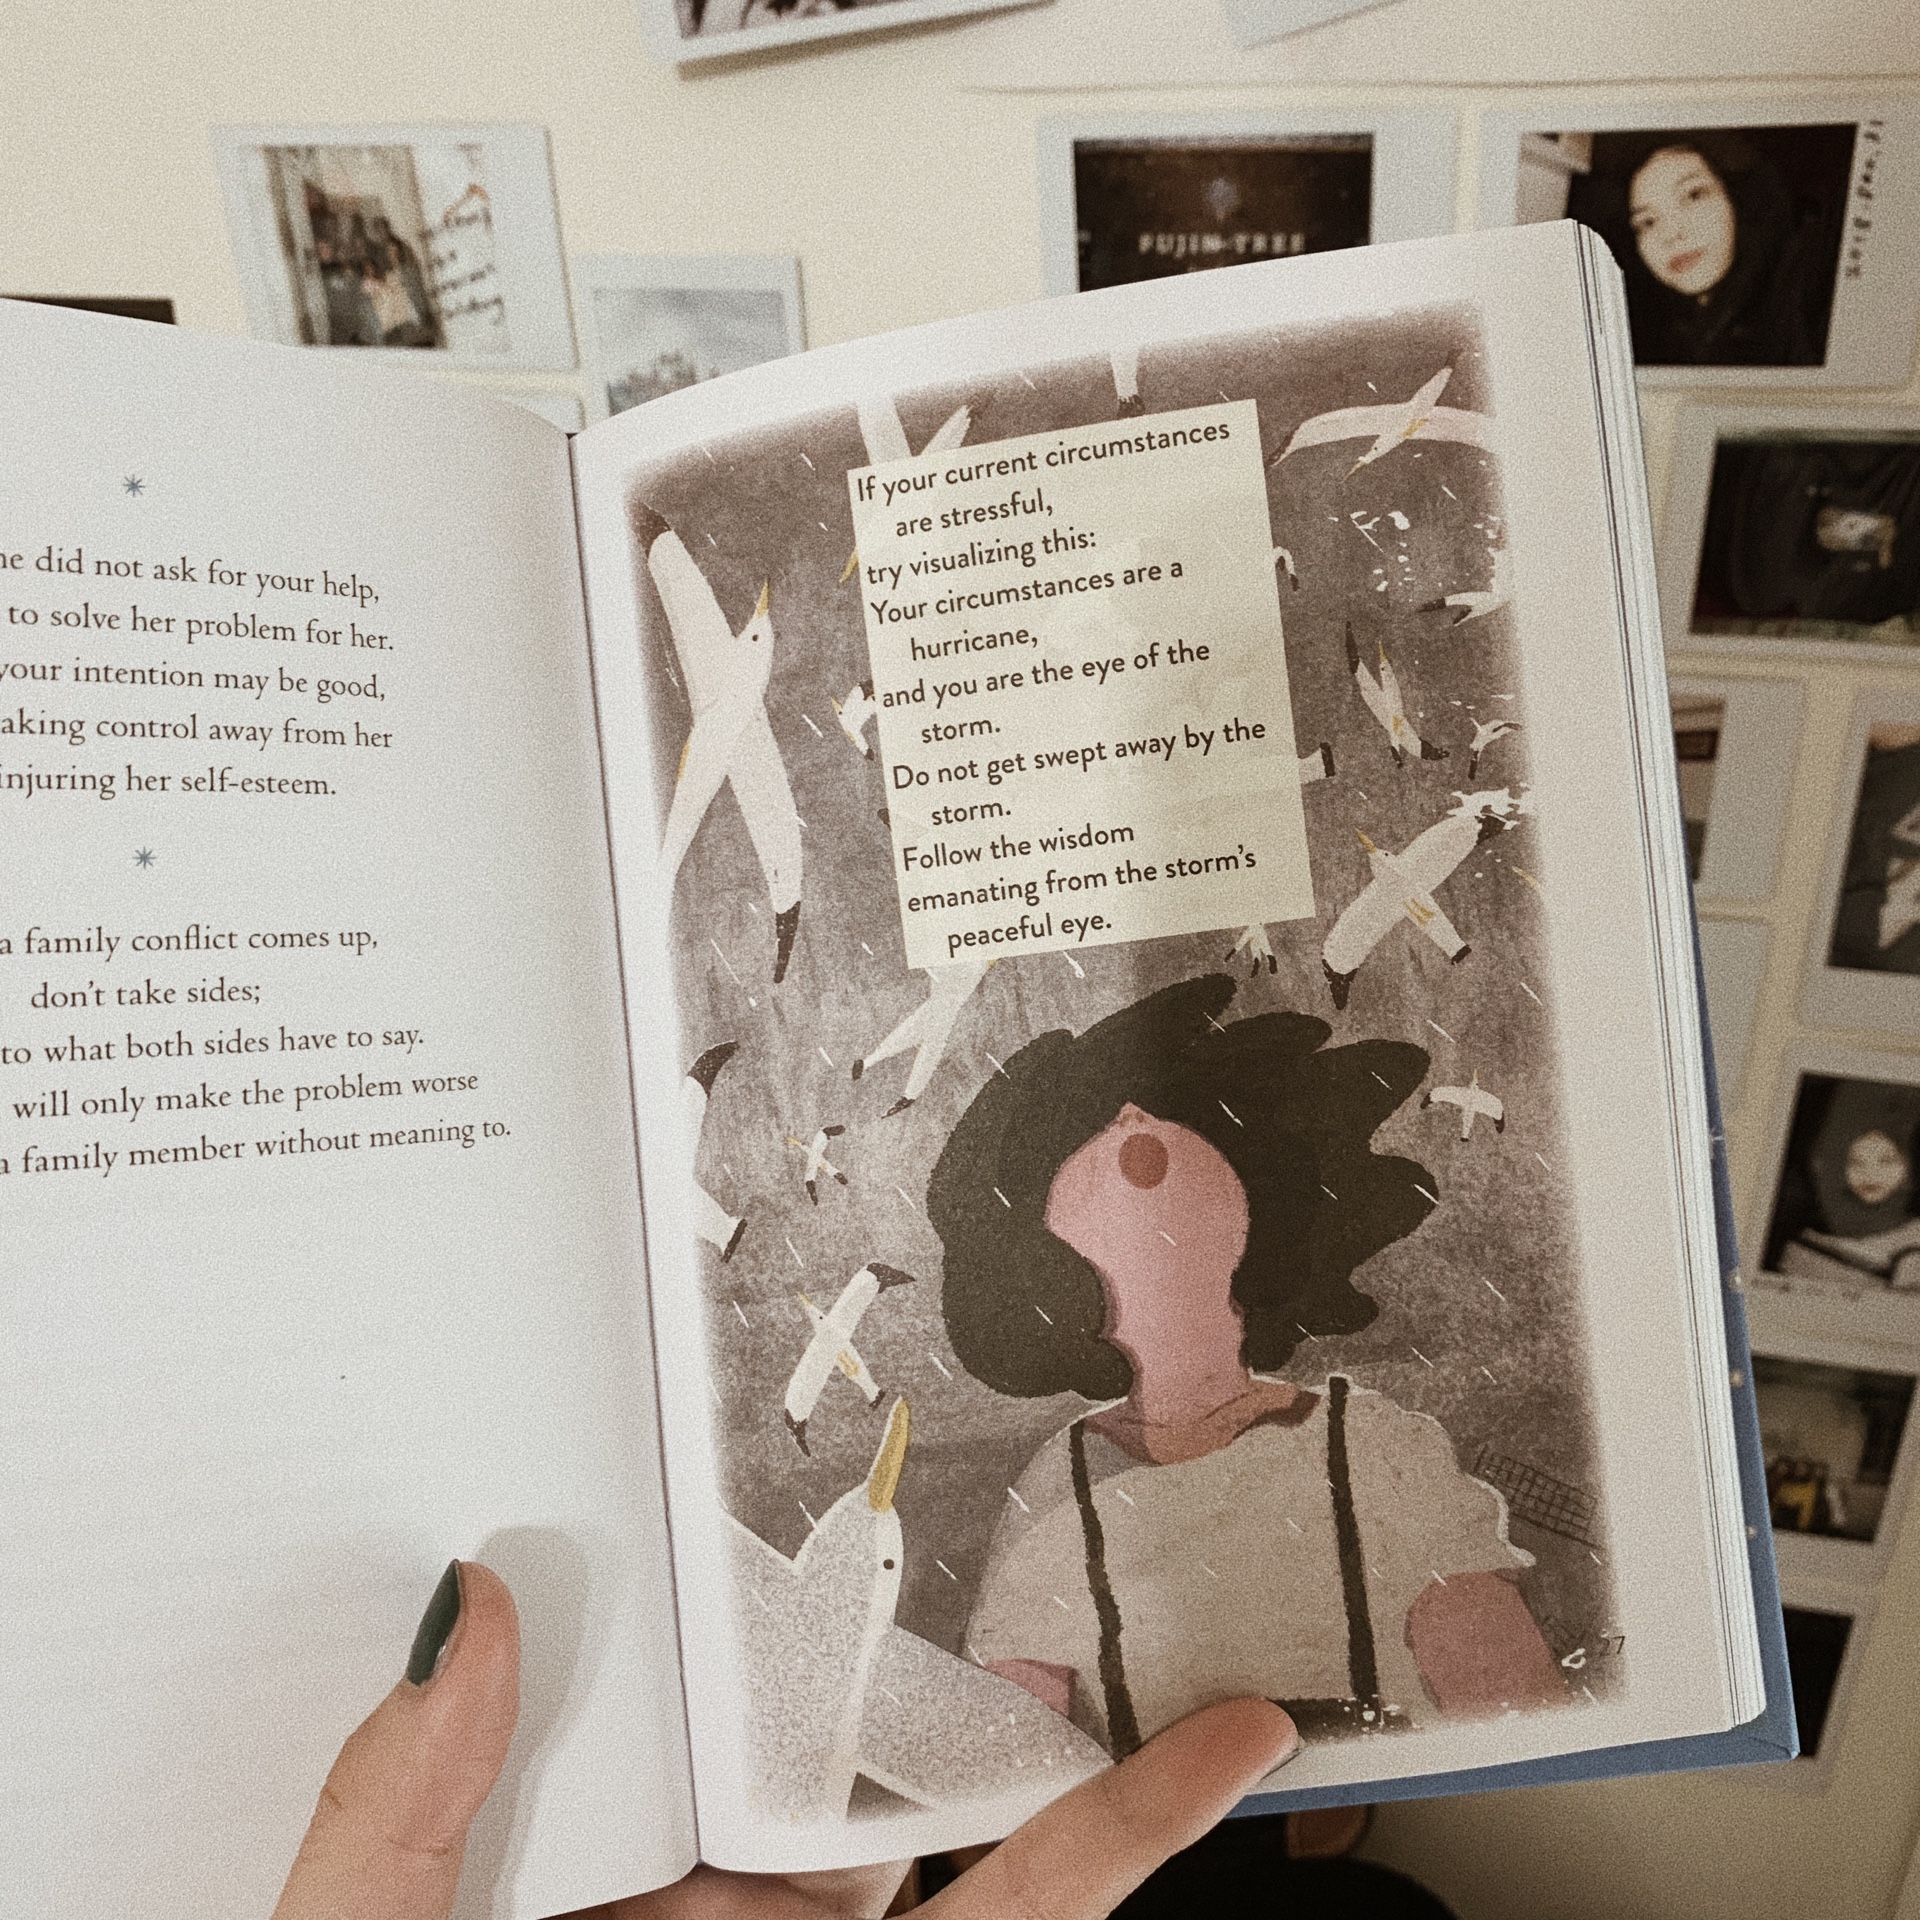 did not ask for your help,
to solve her problem for her.
your intention may be good,
control away from her
injuring her self-esteem.
a family conflict comes up,
don't take sides;
to what both sides have to say.
will only make the problem worse
family member without meaning to.
If your current circumstances
are stressful,
try visualizing this:
Your circumstances are a
hurricane,
and you are the eye of the
storm.
Do not get swept away by the
storm.
Follow the wisdom
emanating from the storm's
peaceful eye.
27
FUJIN TREE